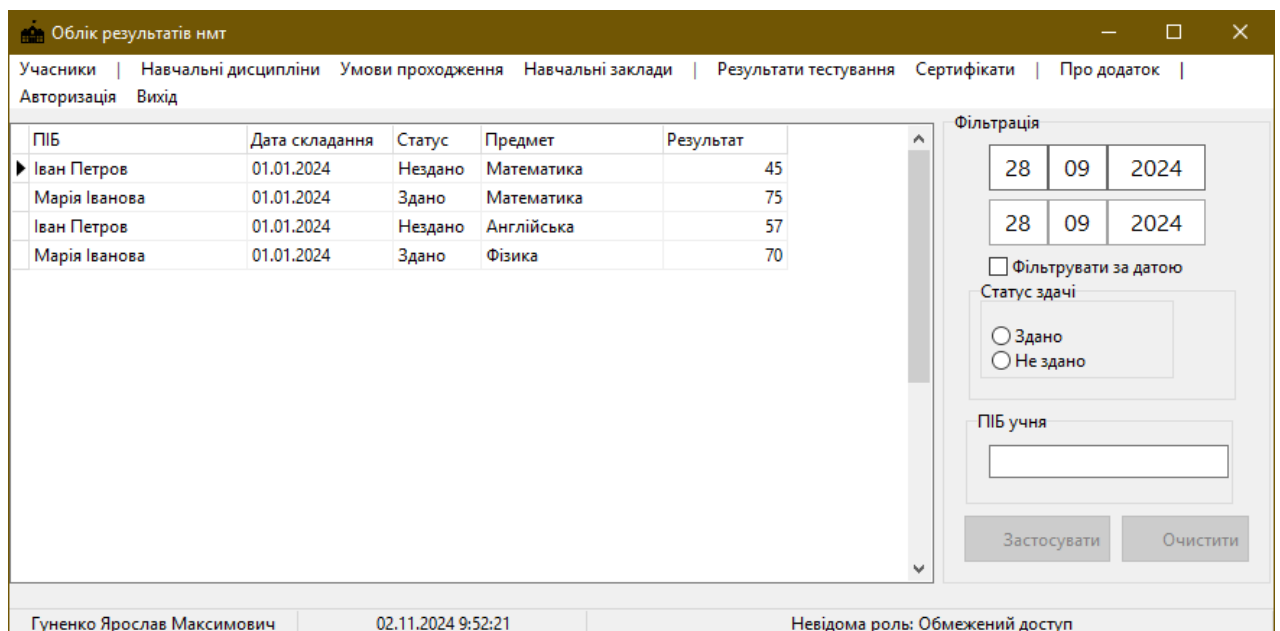 Облік результатів нмт
Учасники | Навчальні дисципліни Умови проходження Навчальні заклади | Результати тестування Сертифікати | Про додаток |
Авторизація Вихід
ПІБ Дата складання Статус Предмет Результат
Іван Петров 01.01.2024 Нездано Математика 45
Марія Іванова 01.01.2024 Здано Математика 75
Іван Петров 01.01.2024 Нездано Англійська 57
Марія Іванова 01.01.2024 Здано Фізика 70
Фільтрація
28 09 2024
28 09 2024
Фільтрувати за датою
Статус здачі
Здано
Не здано
ПІБ учня
Застосувати Очистити
Гуненко Ярослав Максимович 02.11.2024 9:52:21 Невідома роль: Обмежений доступ